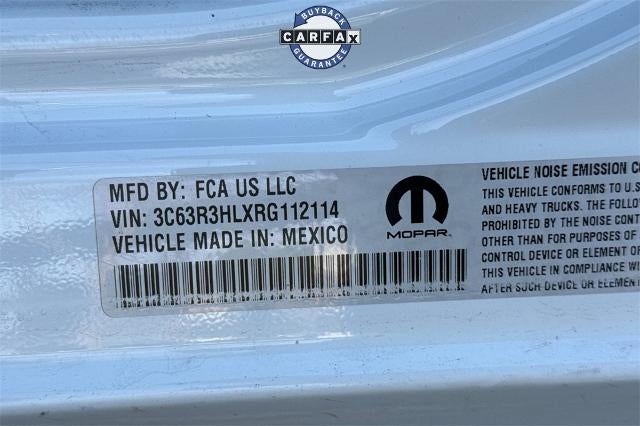 BUYBACK
CARFAX
GUARANTEE
MFD BY: FCA US LLC
VIN: 3C63R3HLXRG112114
VEHICLE MADE IN: MEXICO
MOPAR
VEHICLE NOISE EMISSION CO
THIS VEHICLE CONFORMS TO U.S
AND HEAVY TRUCKS. THE FOLLO
PROHIBITED BY THE NOISE CONT
OTHER THAN FOR PURPOSES OF
CONTROL DEVICE OR ELEMENT OF
THIS VEHICLE IN COMPLIANCE WI
AFTER SUCH DEVICE OR ELEMEN